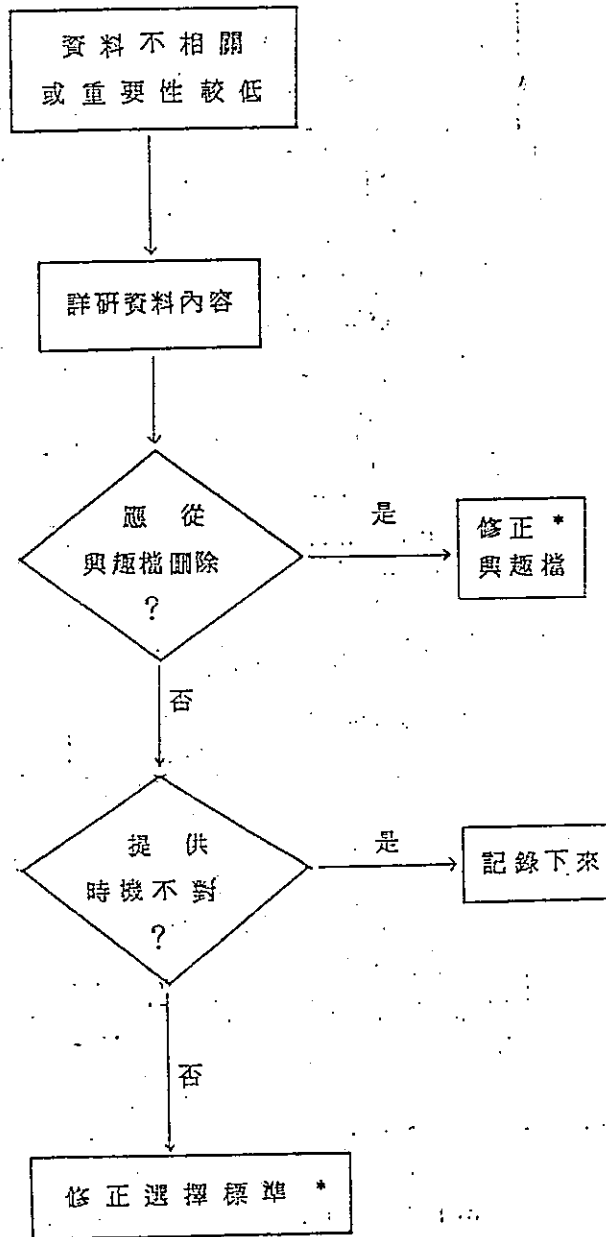 資料不相關
或重要性較低
詳研資料內容
應從
興趣檔刪除
?
是
修正*
興趣檔
否
提供
時機不對
?
是
記錄下來
否
修正選擇標準*